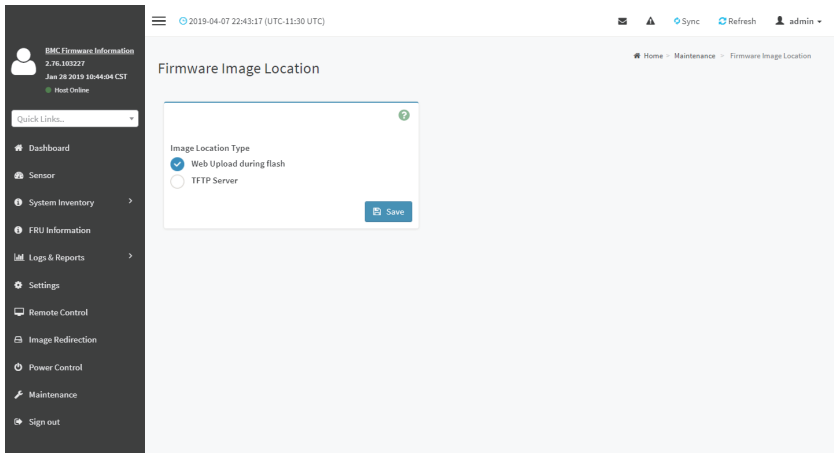 BMC Firmware Information
2.76.103227
Jan 28 2019 10:44:04 CST
Host Online
Quick Links..
Dashboard
Sensor
System Inventory
FRU Information
Logs & Reports
Settings
Remote Control
Image Redirection
Power Control
Maintenance
Sign out
2019-04-07 22:43:17 (UTC-11:30 UTC)
Sync
Refresh
admin
Firmware Image Location
Home > Maintenance > Firmware Image Location
Image Location Type
Web Upload during flash
TFTP Server
Save